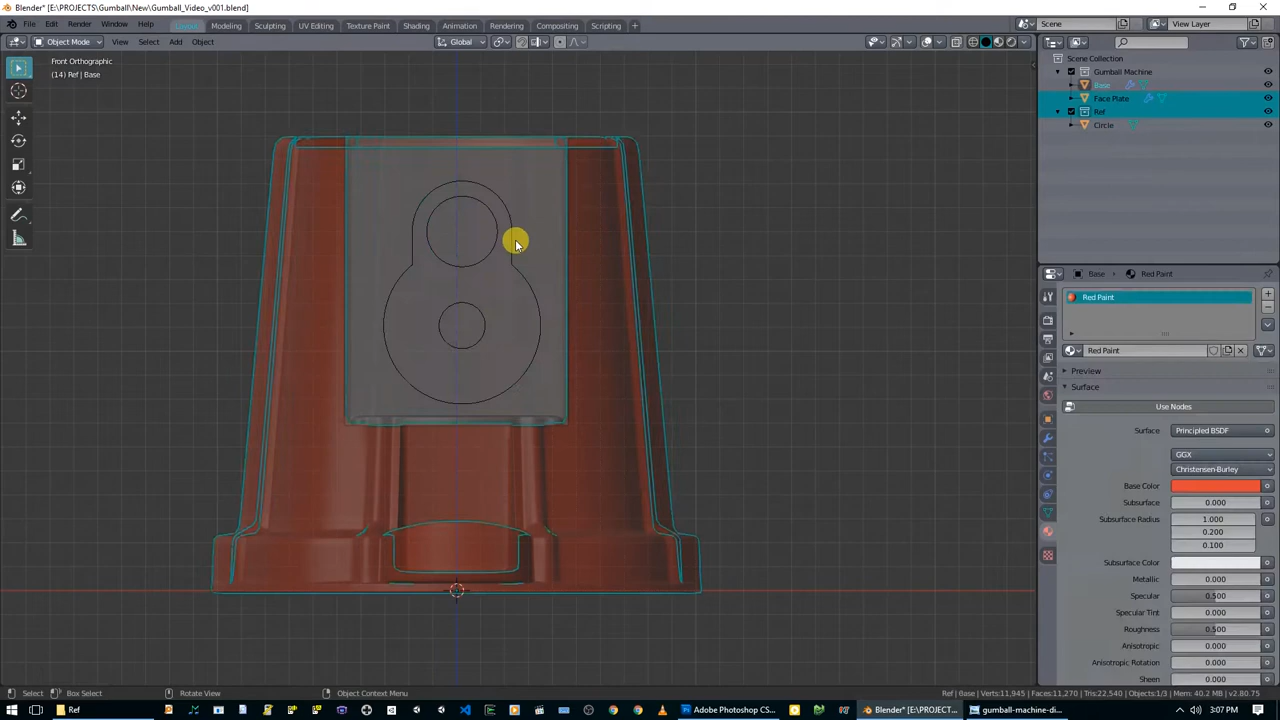 Blender* [E:\PROJECTS\Gumball\New\Gumball_Video_v001.blend]
File Edit Render Window Help Layout Modeling Sculpting UV Editing Texture Paint Shading Animation Rendering Compositing Scripting + Scene View Layer
Object Mode View Select Add Object Global
Front Orthographic
(14) Ref | Base
Scene Collection
Gumball Machine
Base
Face Plate
Ref
Circle
Base Red Paint
Red Paint
Red Paint
Preview
Surface
Use Nodes
Surface Principled BSDF
GGX
Christensen-Burley
Base Color
Subsurface 0.000
Subsurface Radius 1.000
0.200
0.100
Subsurface Color
Metallic 0.000
Specular 0.500
Specular Tint 0.000
Roughness 0.500
Anisotropic 0.000
Anisotropic Rotation 0.000
Sheen 0.000
Select Box Select Rotate View Object Context Menu Ref | Base | Verts:11,945 | Faces:11,270 | Tris:22,540 | Objects:1/3 | Mem: 40.2 MB | v2.80.75
Ref Adobe Photoshop CS... Blender* [E:\PROJECT... gumball-machine-di... 3:07 PM